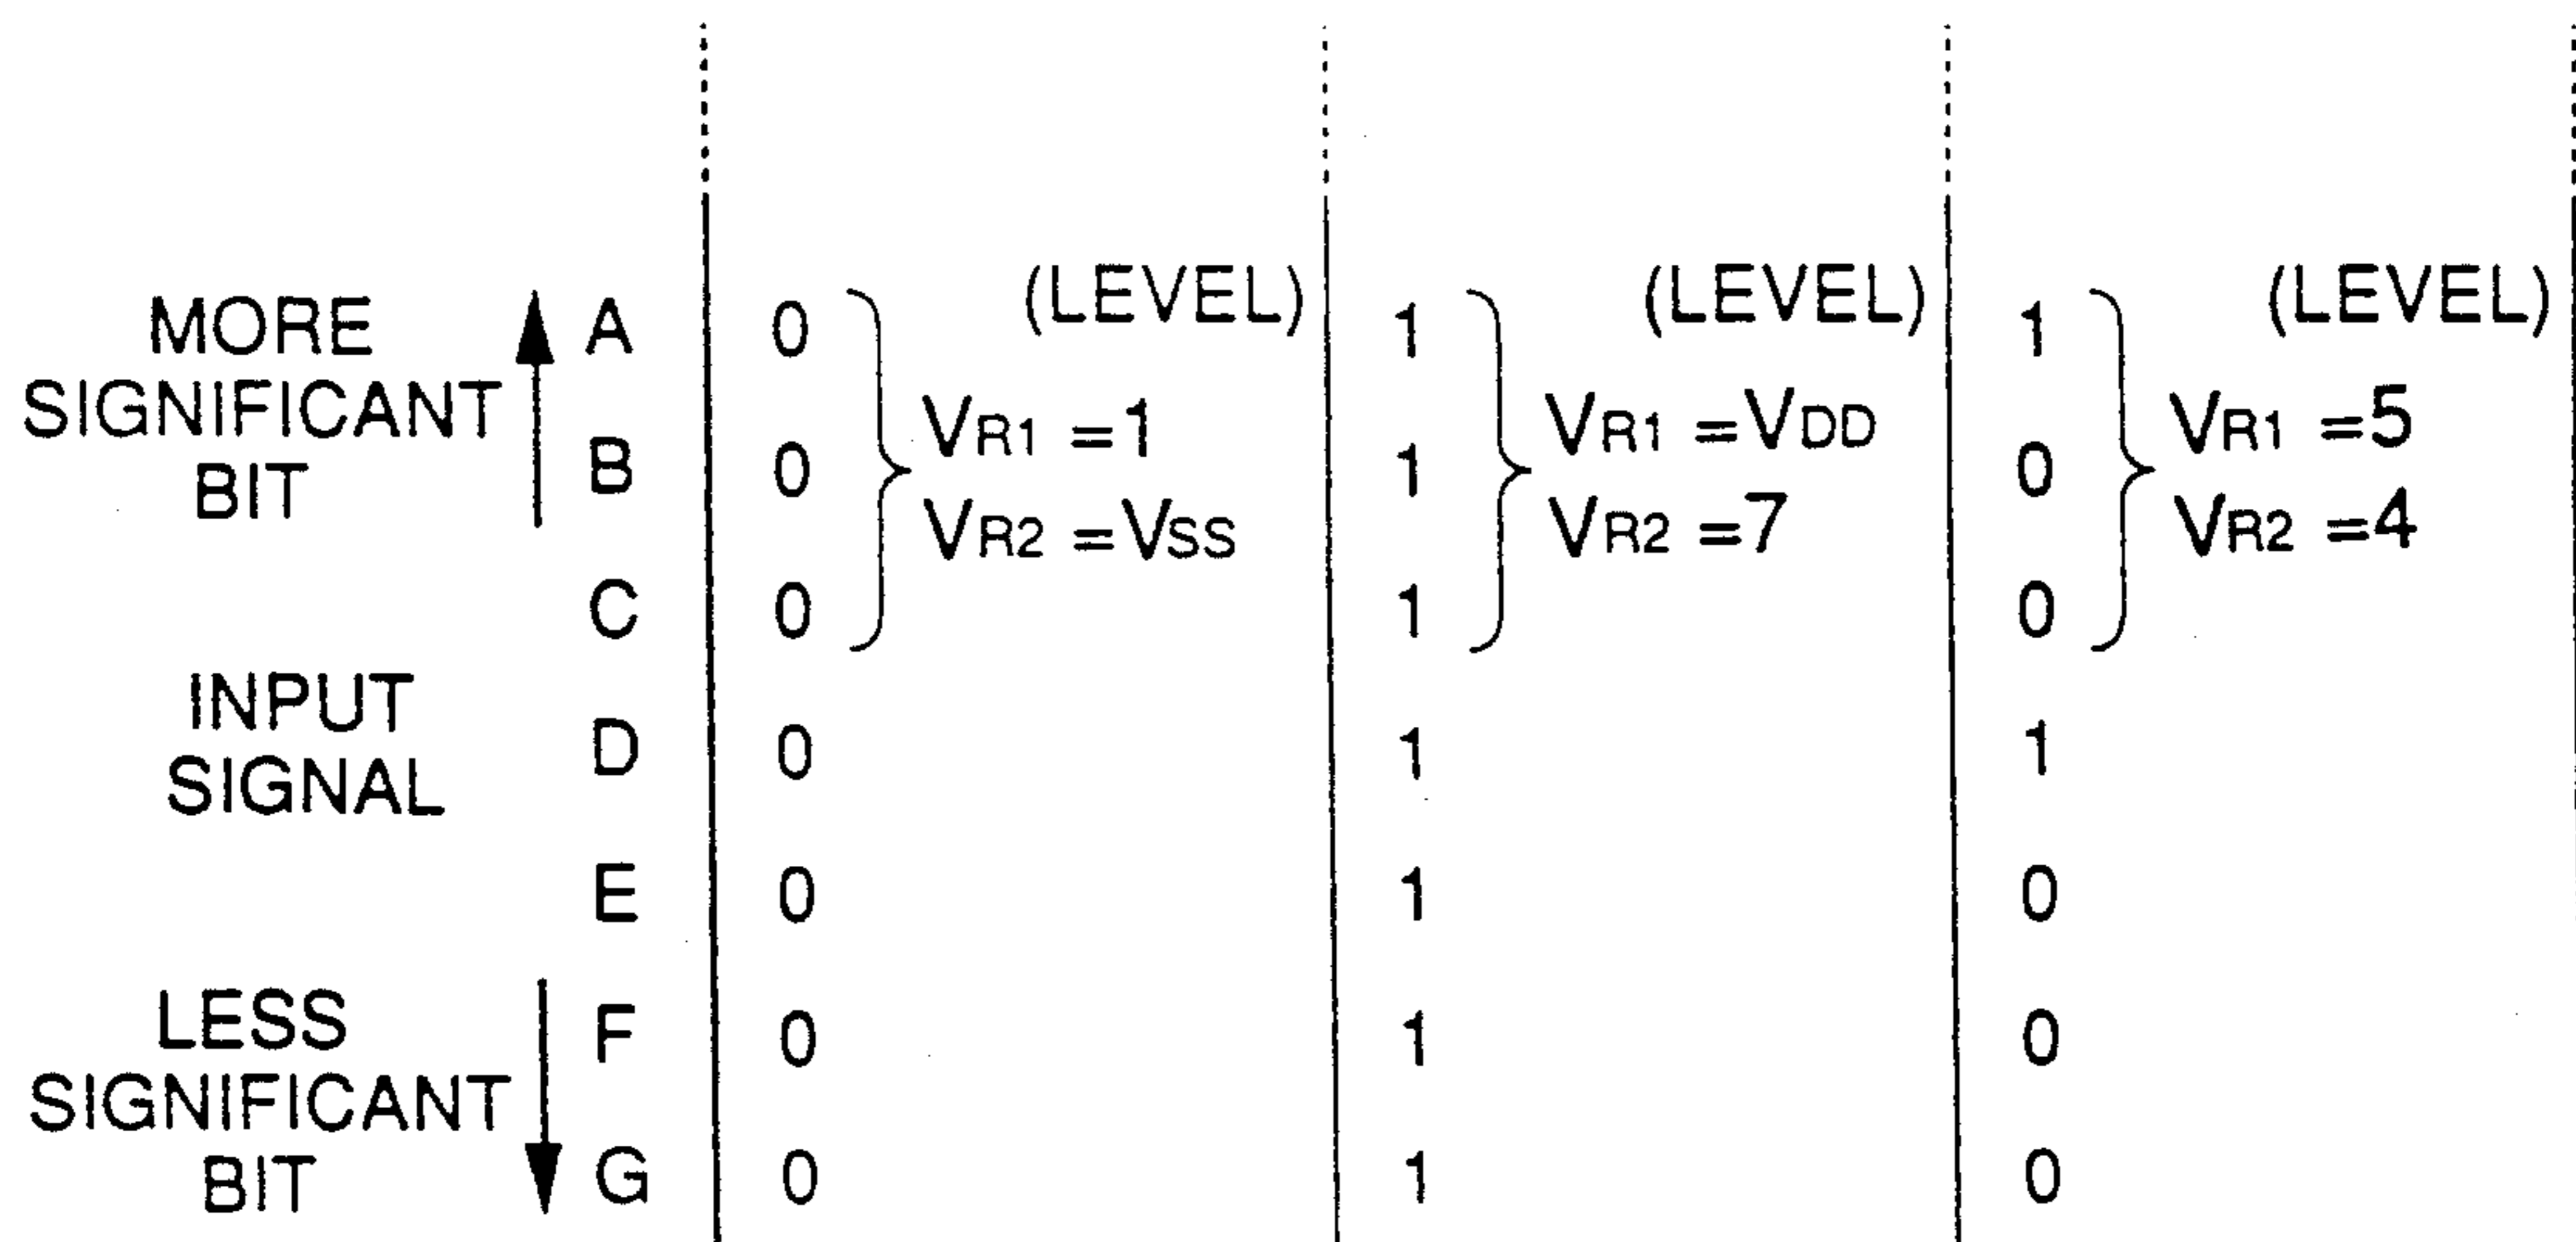 (LEVEL) (LEVEL) (LEVEL)
MORE SIGNIFICANT BIT
A 0 1 1
VR1 =1 VR1 =VDD VR1 =5
B 0 1 0
VR2 =VSS VR2 =7 VR2 =4
C 0 1 0
INPUT SIGNAL
D 0 1 1
E 0 1 0
LESS SIGNIFICANT BIT
F 0 1 0
G 0 1 0